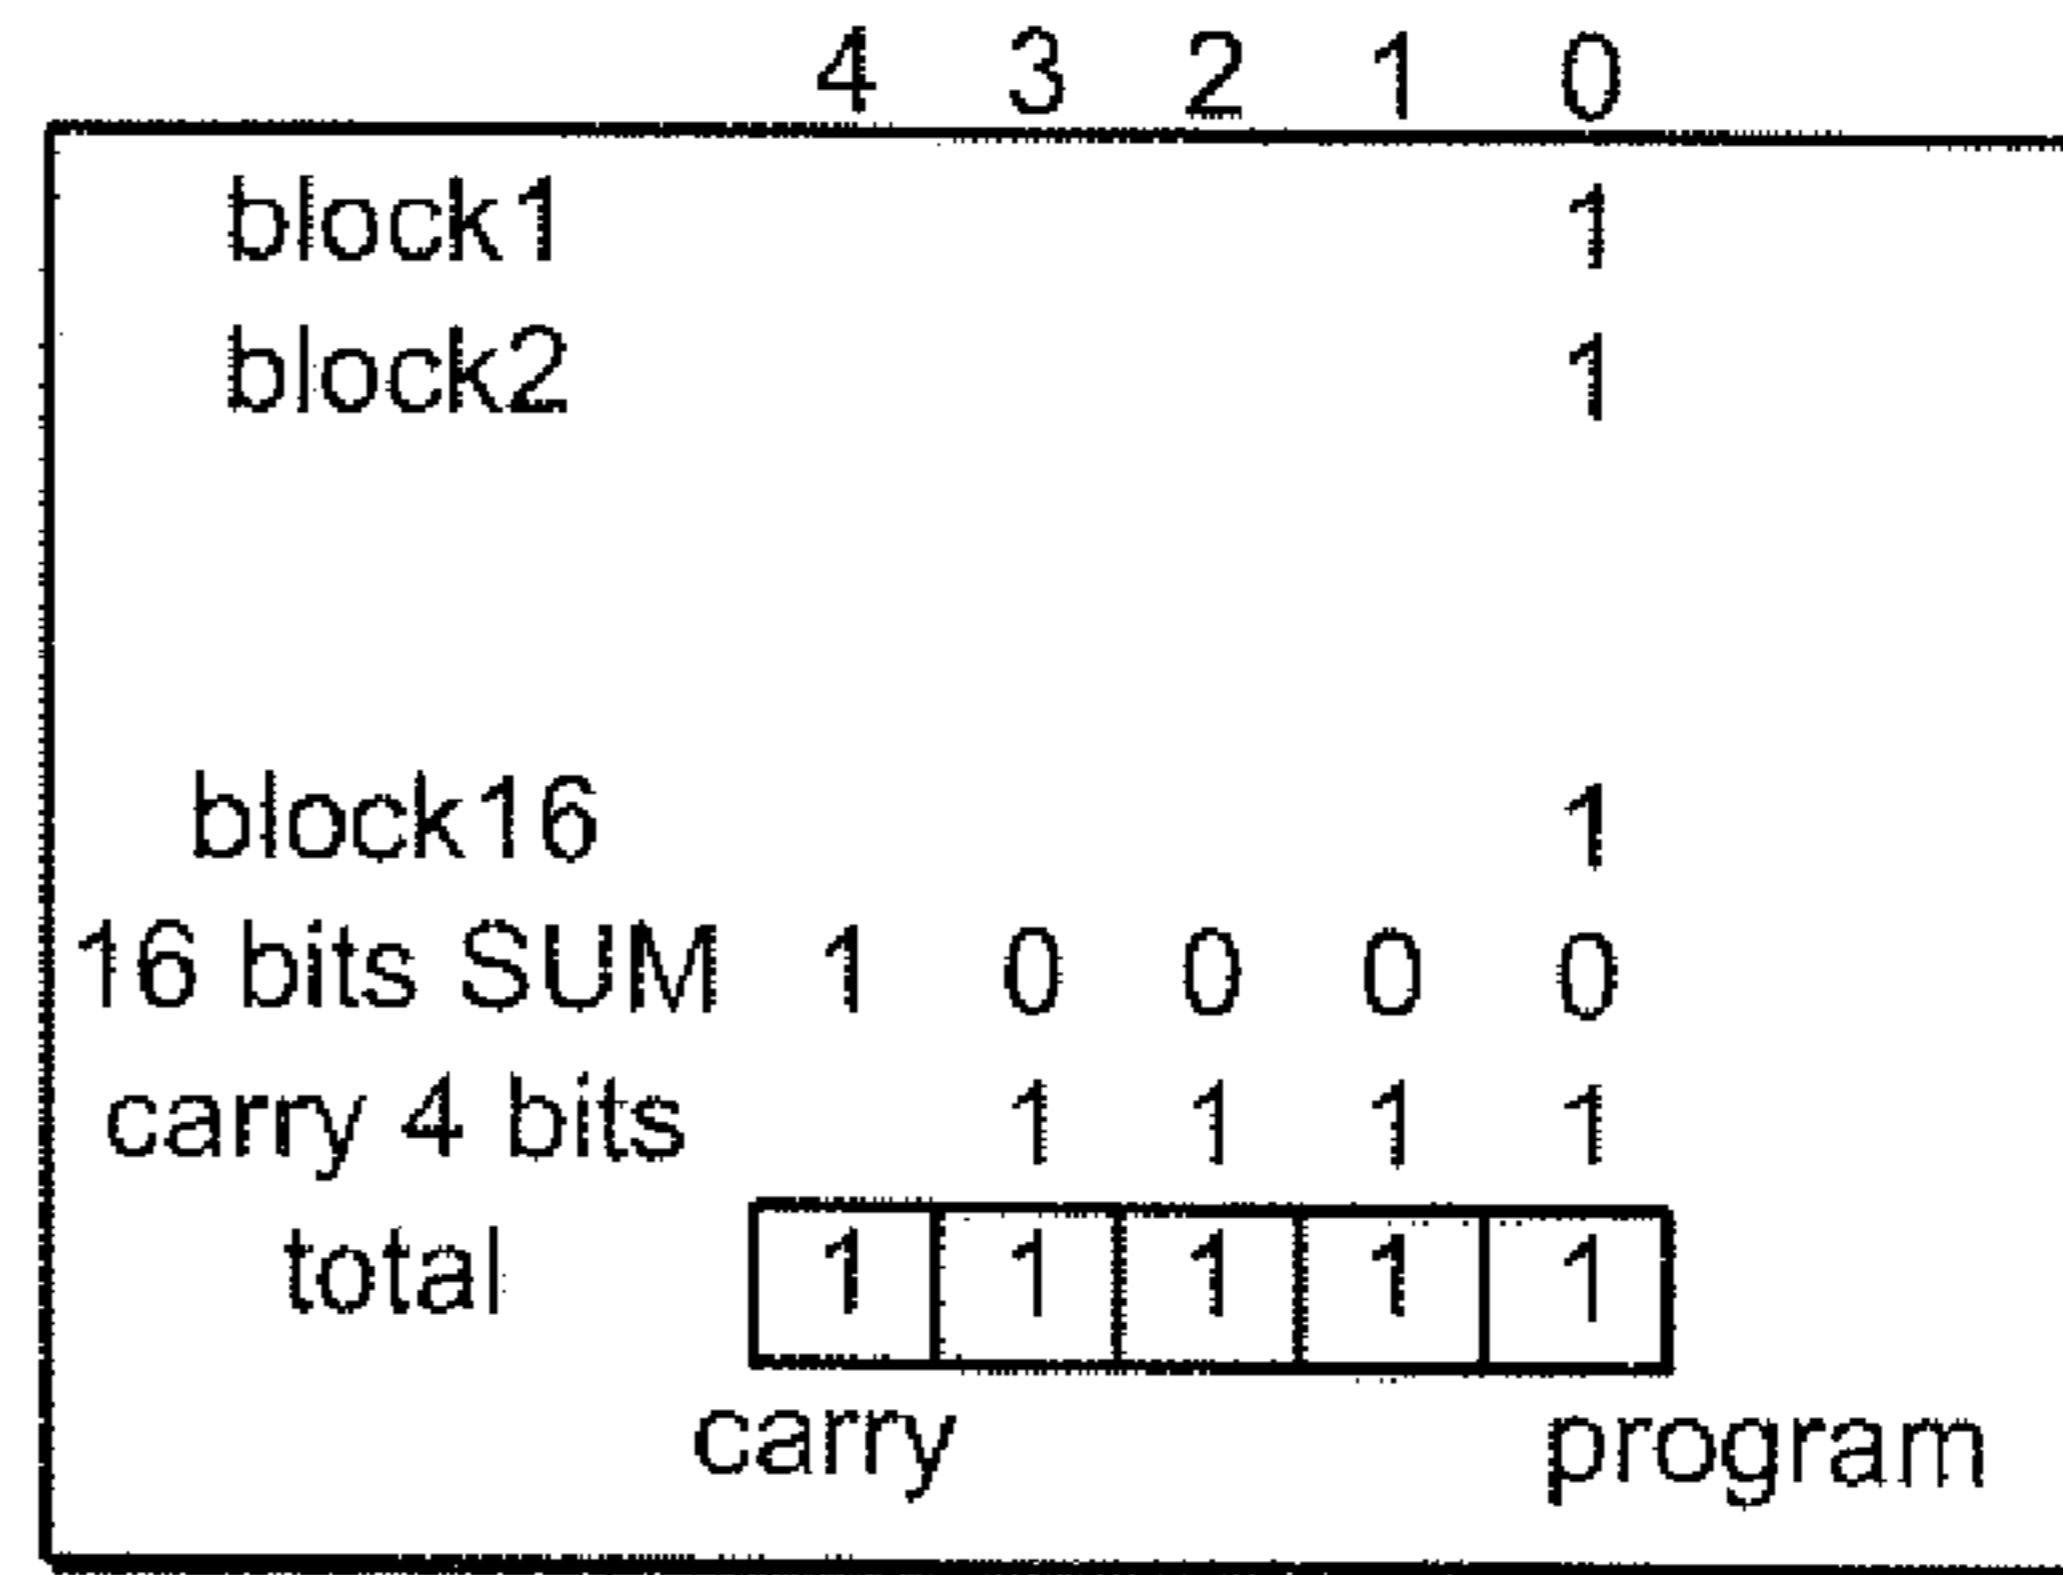 4 3 2 1 0
block1 1
block2 1
block16 1
16 bits SUM 1 0 0 0 0
carry 4 bits 1 1 1 1
total 1 1 1 1 1
carry program